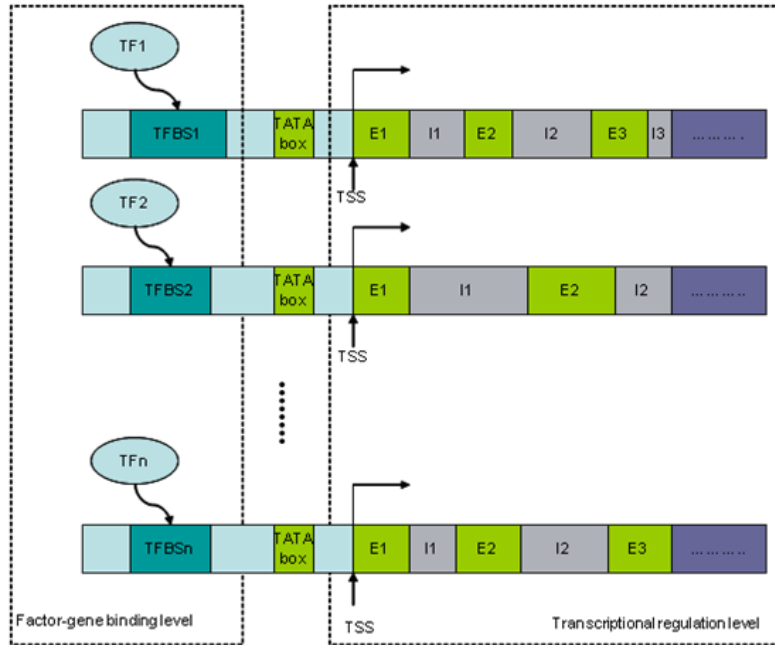 TF1
TFBS1 TATA box E1 I1 E2 I2 E3 I3 ... ... ... .
TSS
TF2
TFBS2 TATA box E1 I1 E2 I2 ... ... ... ..
TSS
TFn
TFBSn TATA box E1 I1 E2 I2 E3 ... ... ... ..
TSS
Factor-gene binding level
Transcriptional regulation level